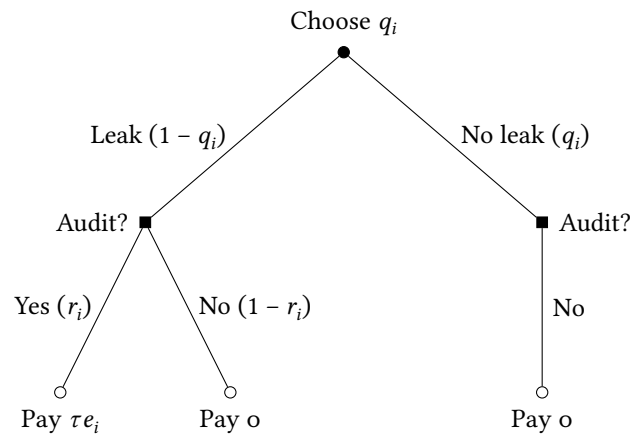 Choose qᵢ
Leak (1 – qᵢ)
No leak (qᵢ)
Audit?
Audit?
Yes (rᵢ)
No (1 – rᵢ)
No
Pay τeᵢ
Pay 0
Pay 0